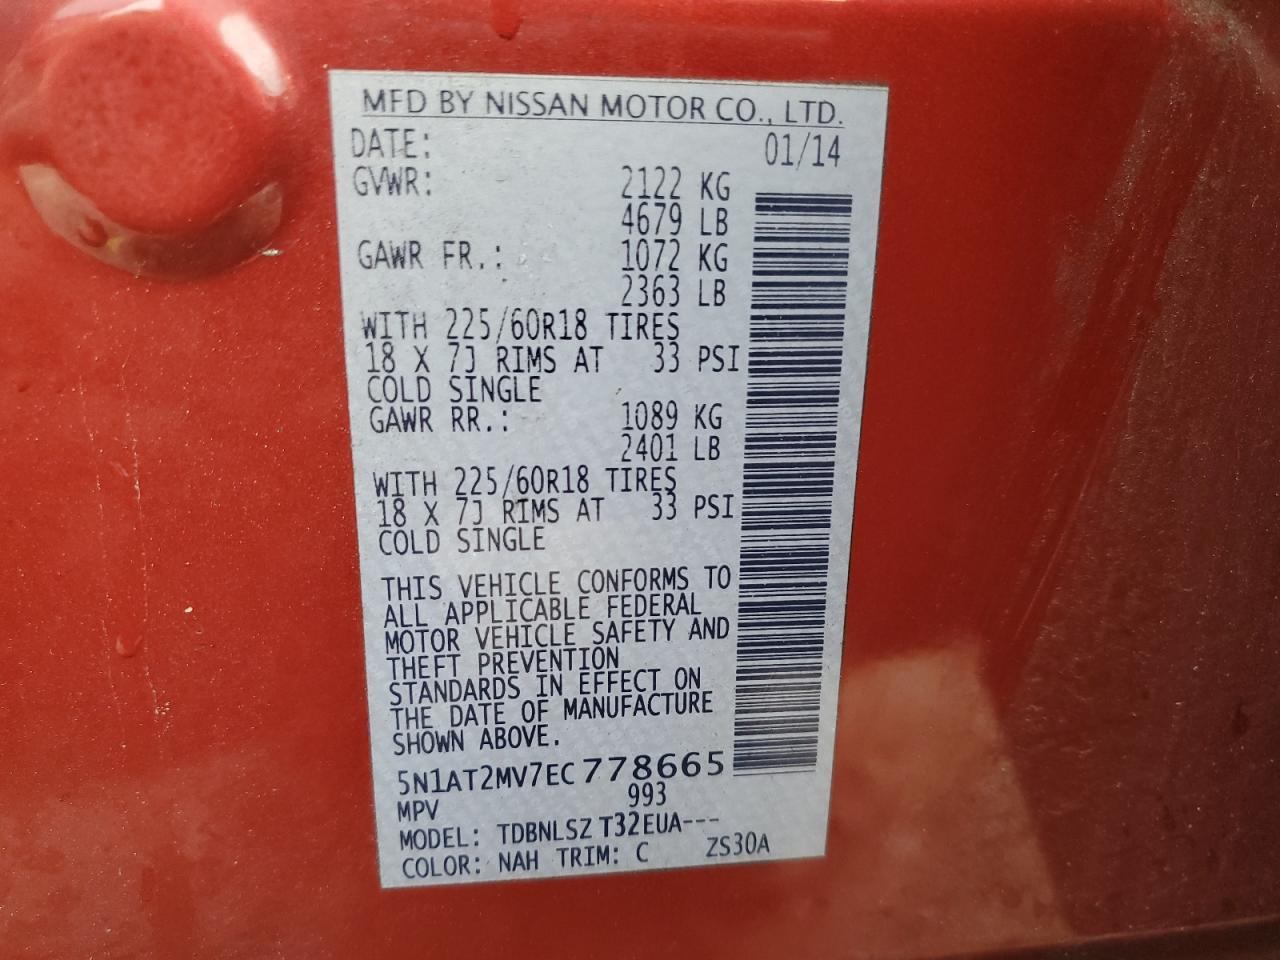 MFD BY NISSAN MOTOR CO., LTD.
DATE: 01/14
GVWR: 2122 KG
4679 LB
GAWR FR.: 1072 KG
2363 LB
WITH 225/60R18 TIRES
18 X 7J RIMS AT 33 PSI
COLD SINGLE
GAWR RR.: 1089 KG
2401 LB
WITH 225/60R18 TIRES
18 X 7J RIMS AT 33 PSI
COLD SINGLE
THIS VEHICLE CONFORMS TO
ALL APPLICABLE FEDERAL
MOTOR VEHICLE SAFETY AND
THEFT PREVENTION
STANDARDS IN EFFECT ON
THE DATE OF MANUFACTURE
SHOWN ABOVE.
5N1AT2MV7EC778665
MPV 993
MODEL: TDBNLSZ T32EUA---
COLOR: NAH TRIM: C ZS30A